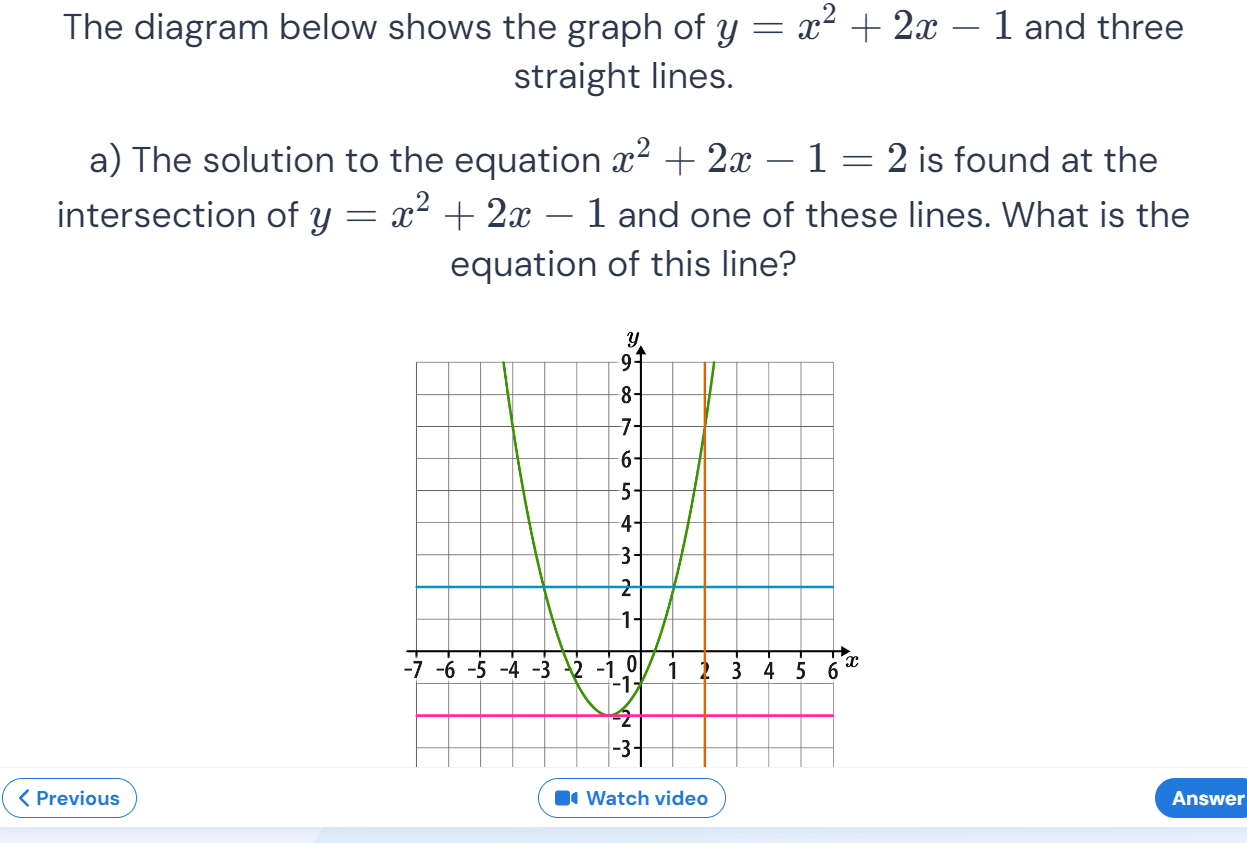 The diagram below shows the graph of y = x² + 2x − 1 and three
straight lines.
a) The solution to the equation x² + 2x − 1 = 2 is found at the
intersection of y = x² + 2x − 1 and one of these lines. What is the
equation of this line?
y
9
8
7
6
5
4
3
2
1
-7 -6 -5 -4 -3 -2 -1 0 1 2 3 4 5 6 x
-1
-2
-3
Previous
Watch video
Answer